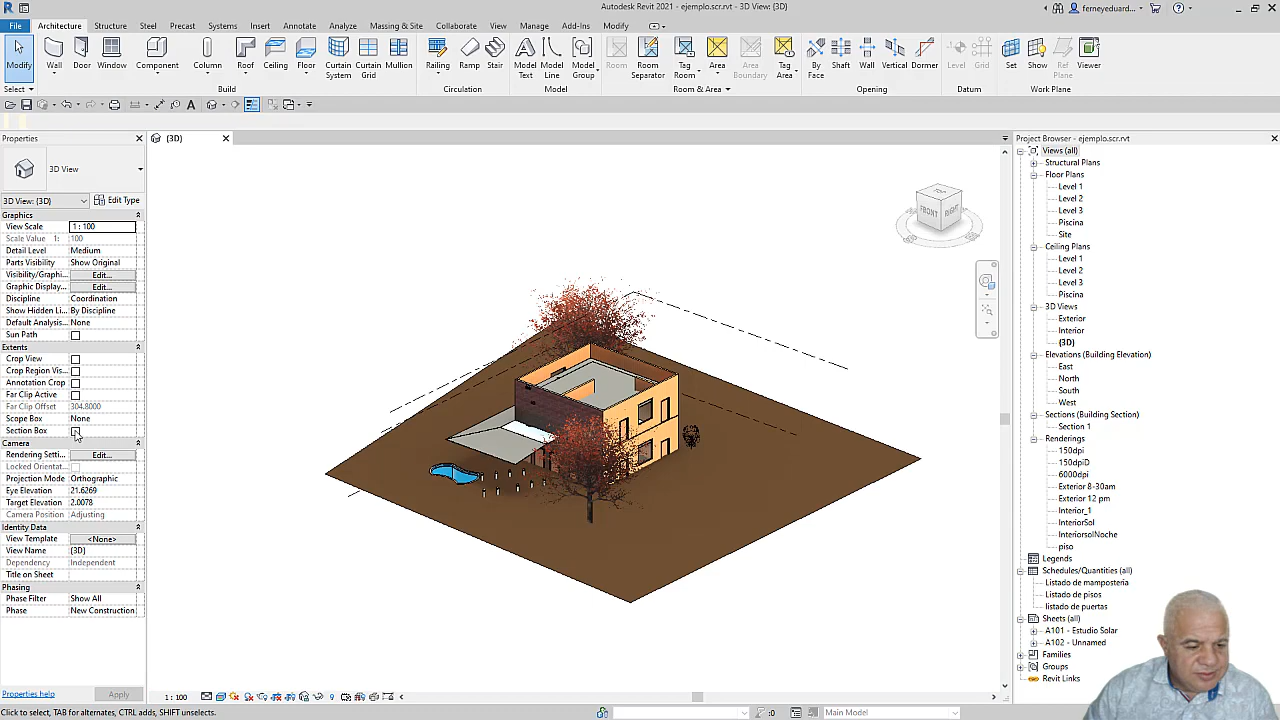 Autodesk Revit 2021 - ejemplo.scr.rvt - 3D View: {3D}
ferneyeduard...
File Architecture Structure Steel Precast Systems Insert Annotate Analyze Massing & Site Collaborate View Manage Add-Ins Modify
Modify Wall Door Window Component Column Roof Ceiling Floor Curtain System Curtain Grid Mullion Railing Ramp Stair Model Text Model Line Model Group Room Room Separator Tag Room Area Area Boundary Tag Area By Face Shaft Wall Vertical Dormer Level Grid Set Show Ref Plane Viewer
Select Build Circulation Model Room & Area Opening Datum Work Plane
Properties
3D View
3D View: {3D} Edit Type
Graphics
View Scale 1 : 100
Scale Value 1: 100
Detail Level Medium
Parts Visibility Show Original
Visibility/Graphi... Edit...
Graphic Display... Edit...
Discipline Coordination
Show Hidden Li... By Discipline
Default Analysis... None
Sun Path
Extents
Crop View
Crop Region Vis...
Annotation Crop
Far Clip Active
Far Clip Offset 304.8000
Scope Box None
Section Box
Camera
Rendering Setti... Edit...
Locked Orientat...
Projection Mode Orthographic
Eye Elevation 21.6269
Target Elevation 2.0078
Camera Position Adjusting
Identity Data
View Template <None>
View Name {3D}
Dependency Independent
Title on Sheet
Phasing
Phase Filter Show All
Phase New Construction
Properties help Apply
{3D}
TOP
FRONT RIGHT
1 : 100
Project Browser - ejemplo.scr.rvt
Views (all)
Structural Plans
Floor Plans
Level 1
Level 2
Level 3
Piscina
Site
Ceiling Plans
Level 1
Level 2
Level 3
Piscina
3D Views
Exterior
Interior
{3D}
Elevations (Building Elevation)
East
North
South
West
Sections (Building Section)
Section 1
Renderings
150dpi
150dpiD
6000dpi
Exterior 8-30am
Exterior 12 pm
Interior_1
InteriorSol
InteriorsolNoche
piso
Legends
Schedules/Quantities (all)
Listado de mamposteria
Listado de pisos
listado de puertas
Sheets (all)
A101 - Estudio Solar
A102 - Unnamed
Families
Groups
Revit Links
Click to select, TAB for alternates, CTRL adds, SHIFT unselects.
:0
Main Model